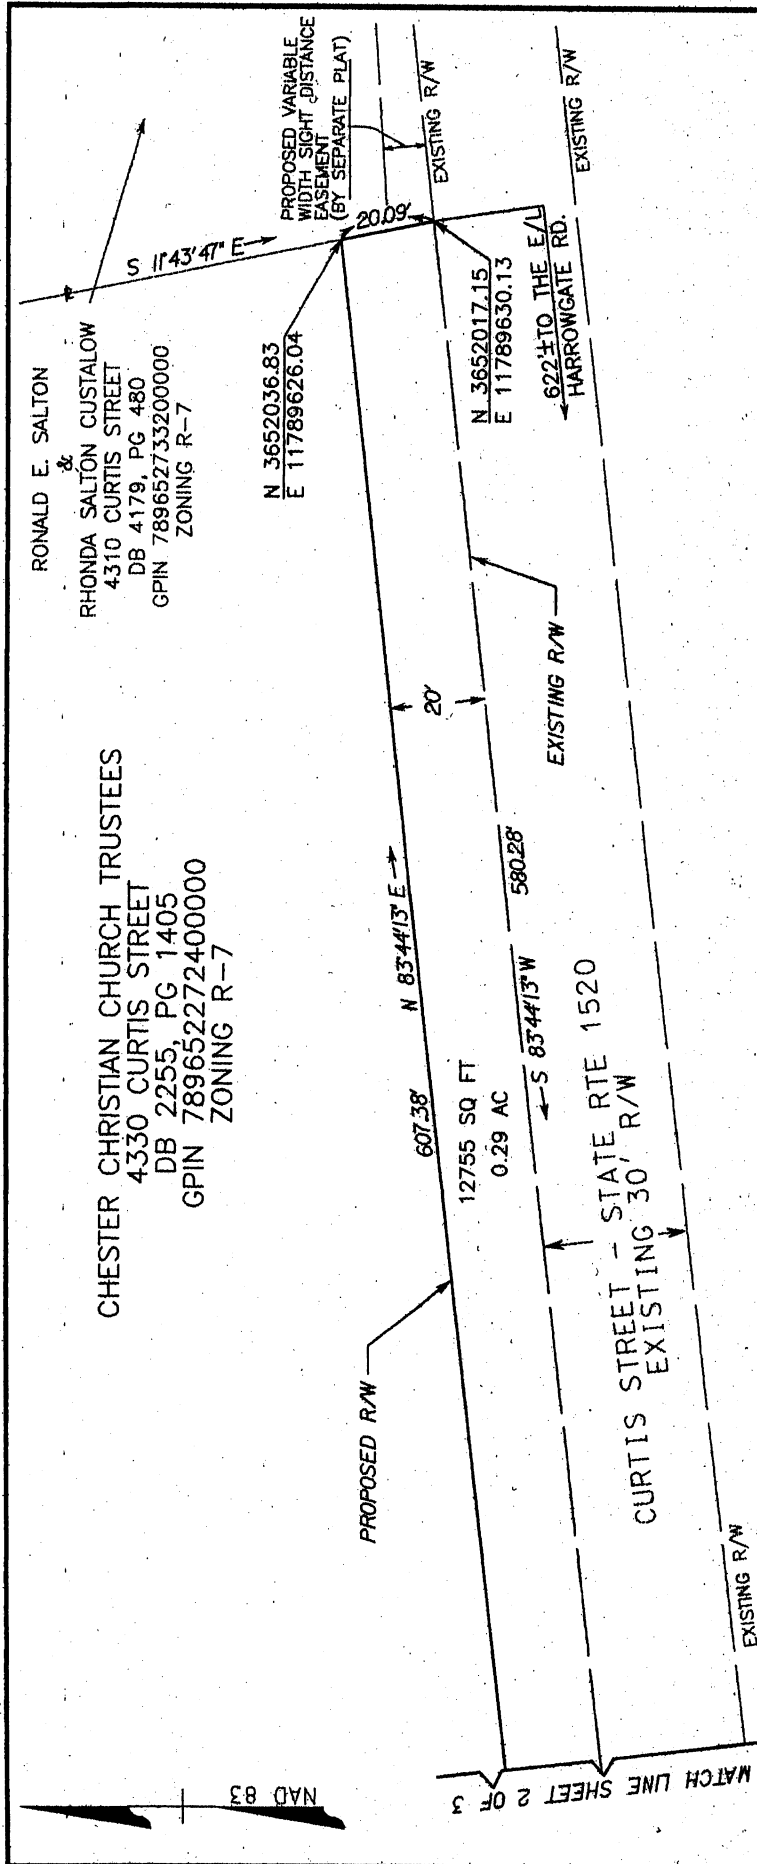 RONALD E. SALTON
&
RHONDA SALTON CUSTALOW
4310 CURTIS STREET
DB 4179, PG 480
GPIN 789652733200000
ZONING R-7
S 11°43'47" E
PROPOSED VARIABLE
WIDTH SIGHT DISTANCE
EASEMENT
(BY SEPARATE PLAT)
EXISTING R/W
EXISTING R/W
20.09'
N 3652036.83
E 11789626.04
N 3652017.15
E 11789630.13
622'± TO THE E/L
HARROWGATE RD.
CHESTER CHRISTIAN CHURCH TRUSTEES
4330 CURTIS STREET
DB 2255, PG 1405
GPIN 789652272400000
ZONING R-7
20'
EXISTING R/W
N 83°44'13" E
607.38'
580.28'
S 83°44'13" W
12755 SQ FT
0.29 AC
PROPOSED R/W
CURTIS STREET - STATE RTE 1520
EXISTING 30' R/W
EXISTING R/W
NAD 83
MATCH LINE SHEET 2 OF 3